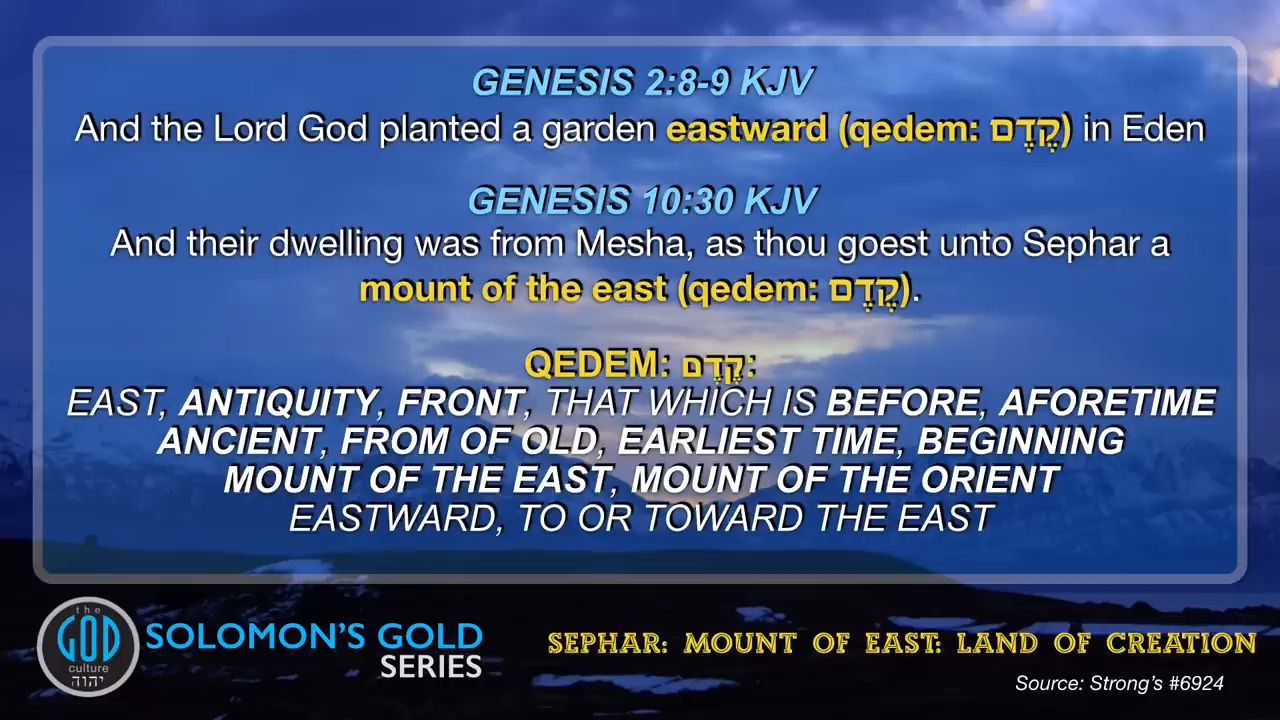 GENESIS 2:8-9 KJV
And the Lord God planted a garden eastward (qedem: קֶדֶם) in Eden
GENESIS 10:30 KJV
And their dwelling was from Mesha, as thou goest unto Sephar a
mount of the east (qedem: קֶדֶם).
QEDEM: קֶדֶם:
EAST, ANTIQUITY, FRONT, THAT WHICH IS BEFORE, AFORETIME
ANCIENT, FROM OF OLD, EARLIEST TIME, BEGINNING
MOUNT OF THE EAST, MOUNT OF THE ORIENT
EASTWARD, TO OR TOWARD THE EAST
the
GOD
culture
יהוה
SOLOMON'S GOLD
SERIES
SEPHAR: MOUNT OF EAST: LAND OF CREATION
Source: Strong's #6924